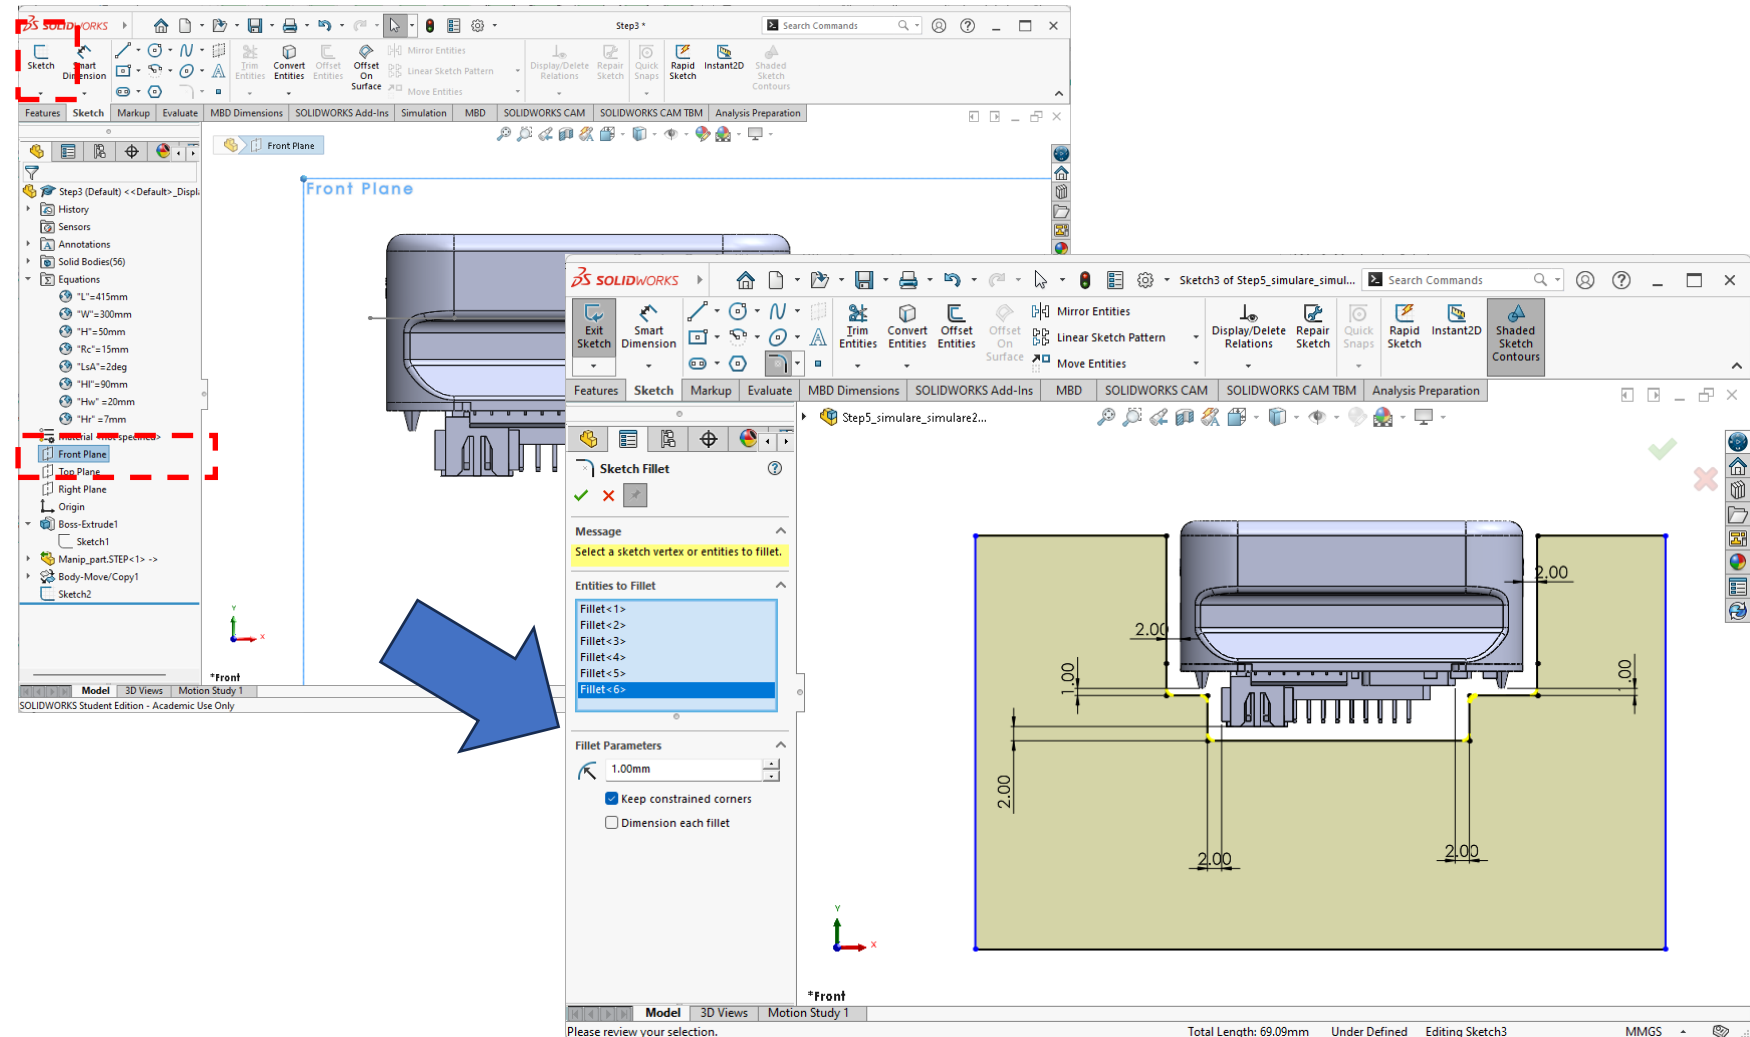 SOLIDWORKS
Step3 *
Search Commands
Sketch
Smart Dimension
Trim Entities
Convert Entities
Offset Entities
Offset On Surface
Mirror Entities
Linear Sketch Pattern
Move Entities
Display/Delete Relations
Repair Sketch
Quick Snaps
Rapid Sketch
Instant2D
Shaded Sketch Contours
Features Sketch Markup Evaluate MBD Dimensions SOLIDWORKS Add-Ins Simulation MBD SOLIDWORKS CAM SOLIDWORKS CAM TBM Analysis Preparation
Front Plane
Front Plane
Step3 (Default) <<Default>_Displ
History
Sensors
Annotations
Solid Bodies(56)
Equations
"L"=415mm
"W"=300mm
"H"=50mm
"Rc"=15mm
"LsA"=2deg
"Hl"=90mm
"Hw" =20mm
"Hr" =7mm
Material <not specified>
Front Plane
Top Plane
Right Plane
Origin
Boss-Extrude1
Sketch1
Manip_part.STEP<1> ->
Body-Move/Copy1
Sketch2
Y
X
*Front
Model 3D Views Motion Study 1
SOLIDWORKS Student Edition - Academic Use Only
SOLIDWORKS
Sketch3 of Step5_simulare_simul...
Search Commands
Exit Sketch
Smart Dimension
Trim Entities
Convert Entities
Offset Entities
Offset On Surface
Mirror Entities
Linear Sketch Pattern
Move Entities
Display/Delete Relations
Repair Sketch
Quick Snaps
Rapid Sketch
Instant2D
Shaded Sketch Contours
Features Sketch Markup Evaluate MBD Dimensions SOLIDWORKS Add-Ins MBD SOLIDWORKS CAM SOLIDWORKS CAM TBM Analysis Preparation
Step5_simulare_simulare2...
Sketch Fillet
Message
Select a sketch vertex or entities to fillet.
Entities to Fillet
Fillet<1>
Fillet<2>
Fillet<3>
Fillet<4>
Fillet<5>
Fillet<6>
Fillet Parameters
1.00mm
Keep constrained corners
Dimension each fillet
2.00
2.00
1.00
.00
2.00
2.00
2.00
Y
X
*Front
Model 3D Views Motion Study 1
Please review your selection.
Total Length: 69.09mm Under Defined Editing Sketch3 MMGS